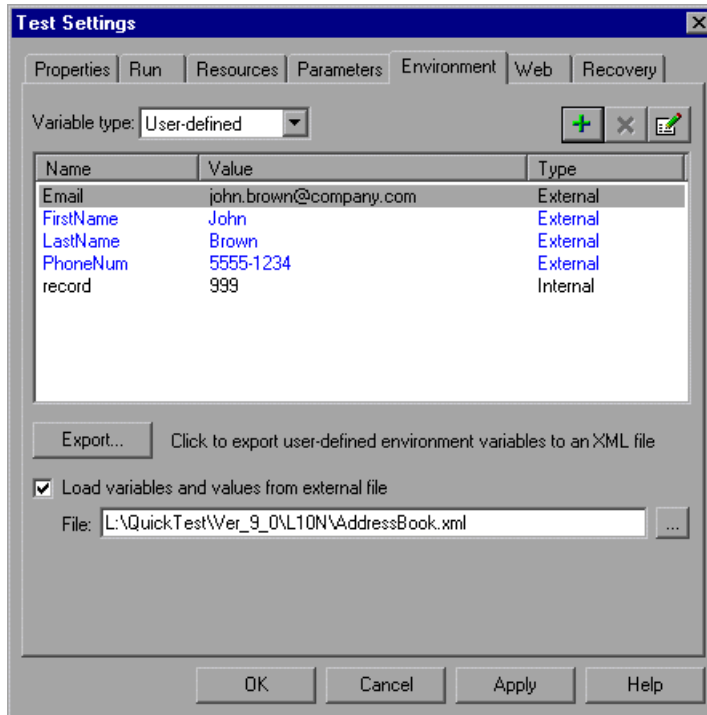 Test Settings
Properties Run Resources Parameters Environment Web Recovery
Variable type: User-defined
Name Value Type
Email john.brown@company.com External
FirstName John External
LastName Brown External
PhoneNum 5555-1234 External
record 999 Internal
Export... Click to export user-defined environment variables to an XML file
Load variables and values from external file
File: L:\QuickTest\Ver_9_0\L10N\AddressBook.xml ...
OK Cancel Apply Help